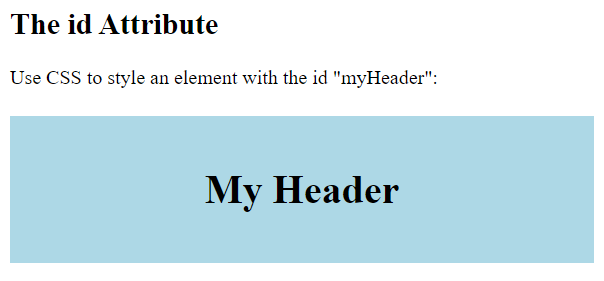 The id Attribute
Use CSS to style an element with the id "myHeader":
My Header